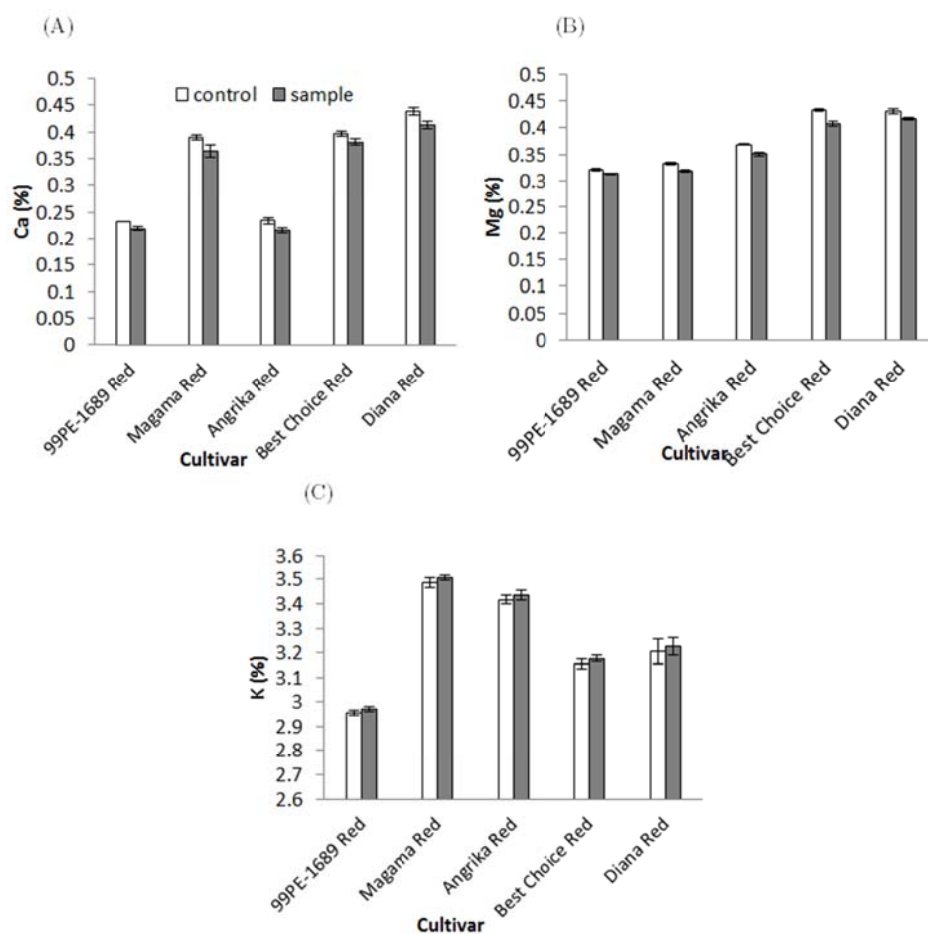 (A)
Ca (%)
0.5
0.45
0.4
0.35
0.3
0.25
0.2
0.15
0.1
0.05
0
control sample
99PE-1689 Red
Magama Red
Angrika Red
Best Choice Red
Diana Red
Cultivar
(B)
Mg (%)
0.5
0.45
0.4
0.35
0.3
0.25
0.2
0.15
0.1
0.05
0
99PE-1689 Red
Magama Red
Angrika Red
Best Choice Red
Diana Red
Cultivar
(C)
K (%)
3.6
3.5
3.4
3.3
3.2
3.1
3
2.9
2.8
2.7
2.6
99PE-1689 Red
Magama Red
Angrika Red
Best Choice Red
Diana Red
Cultivar